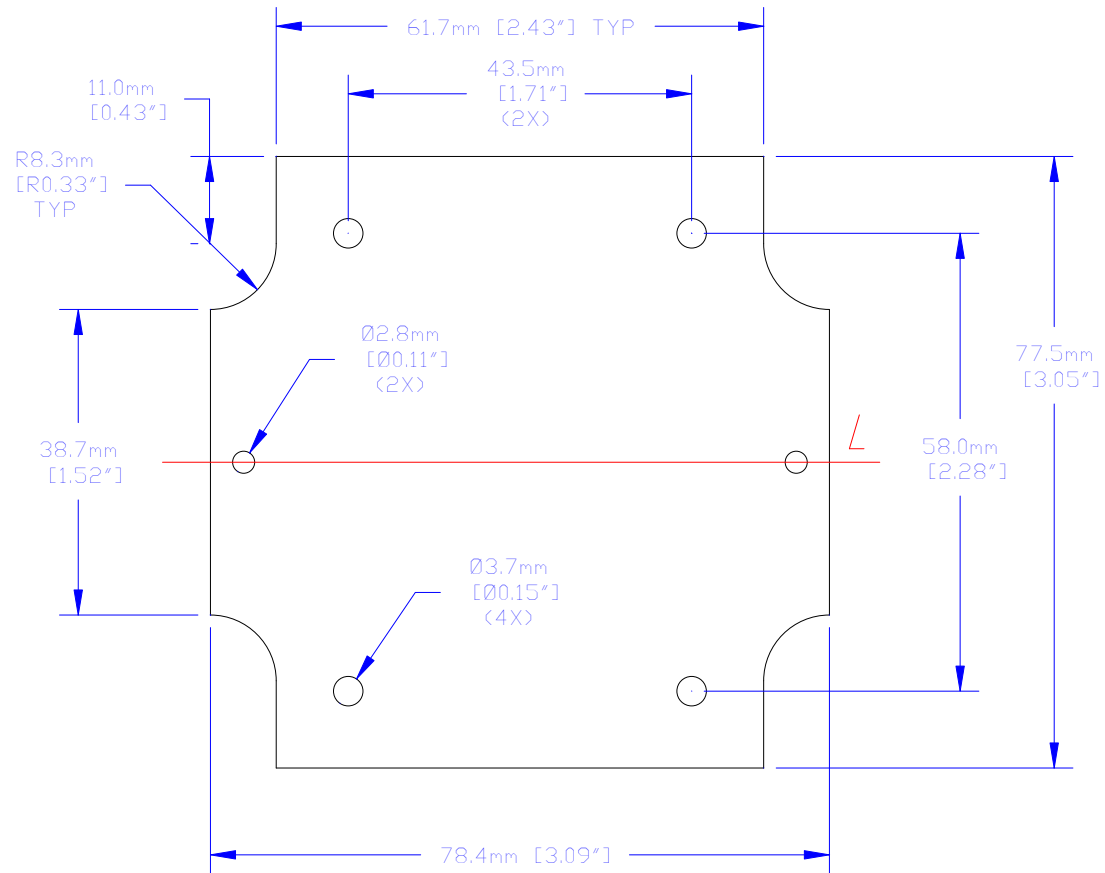 61.7mm [2.43"] TYP
43.5mm
[1.71"]
(2X)
11.0mm
[0.43"]
R8.3mm
[R0.33"]
TYP
Ø2.8mm
[Ø0.11"]
(2X)
77.5mm
[3.05"]
38.7mm
[1.52"]
58.0mm
[2.28"]
Ø3.7mm
[Ø0.15"]
(4X)
78.4mm [3.09"]